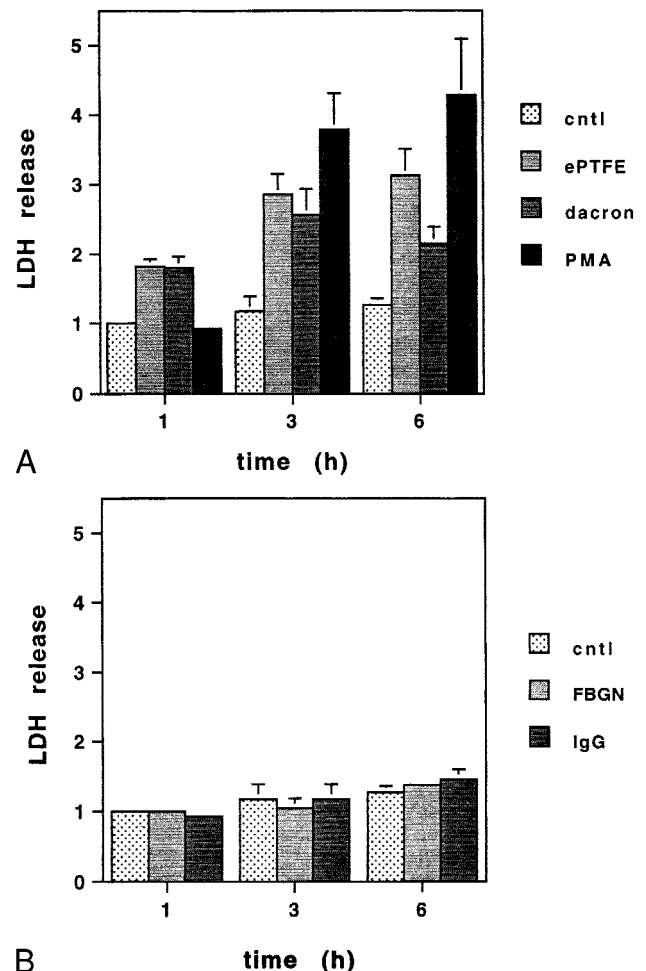 5
4
3
2
1
0
LDH release
1 3 6
time (h)
cntl
ePTFE
dacron
PMA
A
5
4
3
2
1
0
LDH release
1 3 6
time (h)
cntl
FBGN
IgG
B